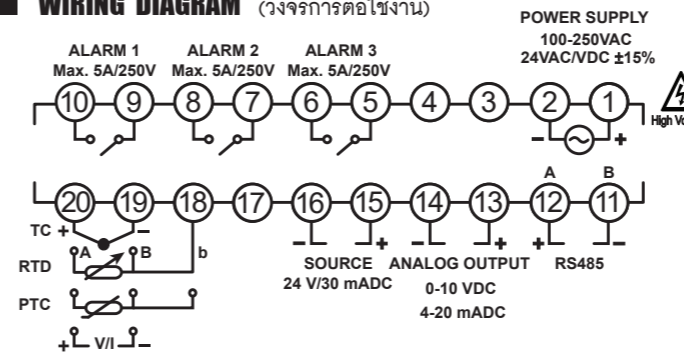 WIRING DIAGRAM (วงจรการต่อใช้งาน)
POWER SUPPLY
100-250VAC
24VAC/VDC ±15%
ALARM 1 ALARM 2 ALARM 3
Max. 5A/250V Max. 5A/250V Max. 5A/250V
10 9 8 7 6 5 4 3 2 1
- +
A B
20 19 18 17 16 15 14 13 12 11
TC + -
- + - + + -
RTD A B b
SOURCE ANALOG OUTPUT RS485
24 V/30 mADC 0-10 VDC
4-20 mADC
PTC
+ V/I -